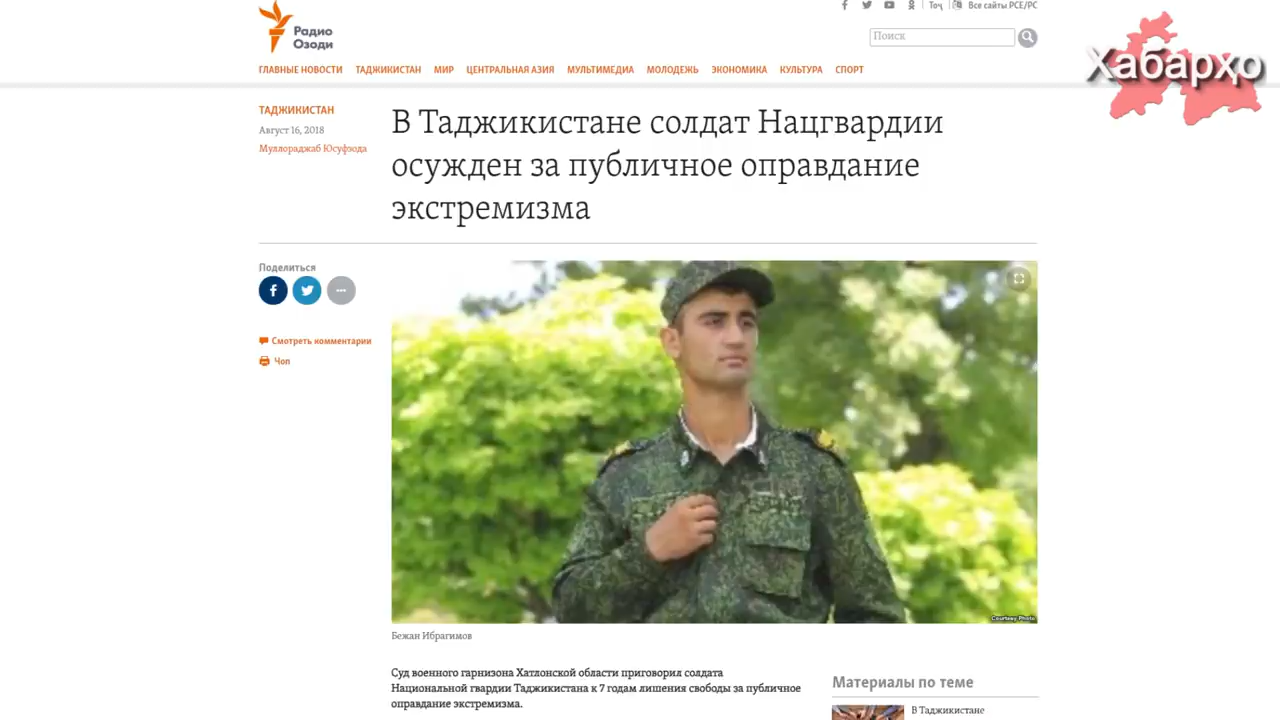 Радио
Озоди
Тоҷ
Все сайты РСЕ/РС
Поиск
Хабарҳо
ГЛАВНЫЕ НОВОСТИ ТАДЖИКИСТАН МИР ЦЕНТРАЛЬНАЯ АЗИЯ МУЛЬТИМЕДИА МОЛОДЕЖЬ ЭКОНОМИКА КУЛЬТУРА СПОРТ
ТАДЖИКИСТАН
Август 16, 2018
Муллораджаб Юсуфзода
В Таджикистане солдат Нацгвардии
осужден за публичное оправдание
экстремизма
Поделиться
Смотреть комментарии
Чоп
Courtesy Photo
Бежан Ибрагимов
Суд военного гарнизона Хатлонской области приговорил солдата
Национальной гвардии Таджикистана к 7 годам лишения свободы за публичное
оправдание экстремизма.
Материалы по теме
В Таджикистане